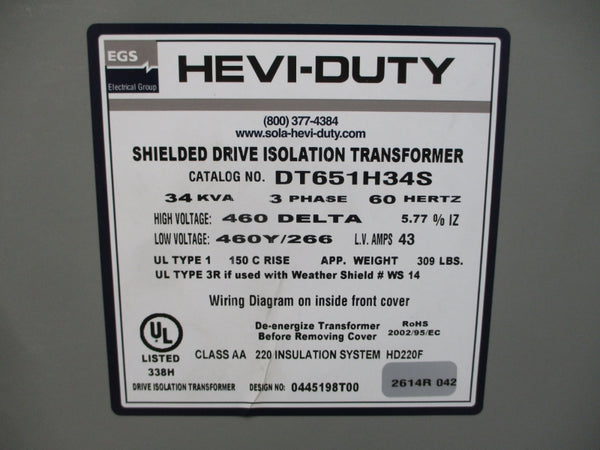 EGS
Electrical Group
HEVI-DUTY
(800) 377-4384
www.sola-hevi-duty.com
SHIELDED DRIVE ISOLATION TRANSFORMER
CATALOG NO. DT651H34S
34 KVA 3 PHASE 60 HERTZ
HIGH VOLTAGE: 460 DELTA 5.77 % IZ
LOW VOLTAGE: 460Y/266 L.V. AMPS 43
UL TYPE 1 150 C RISE APP. WEIGHT 309 LBS.
UL TYPE 3R if used with Weather Shield # WS 14
Wiring Diagram on inside front cover
De-energize Transformer
Before Removing Cover
RoHS
2002/95/EC
UL
LISTED
338H
CLASS AA 220 INSULATION SYSTEM HD220F
DRIVE ISOLATION TRANSFORMER DESIGN NO: 0445198T00
2614R 042